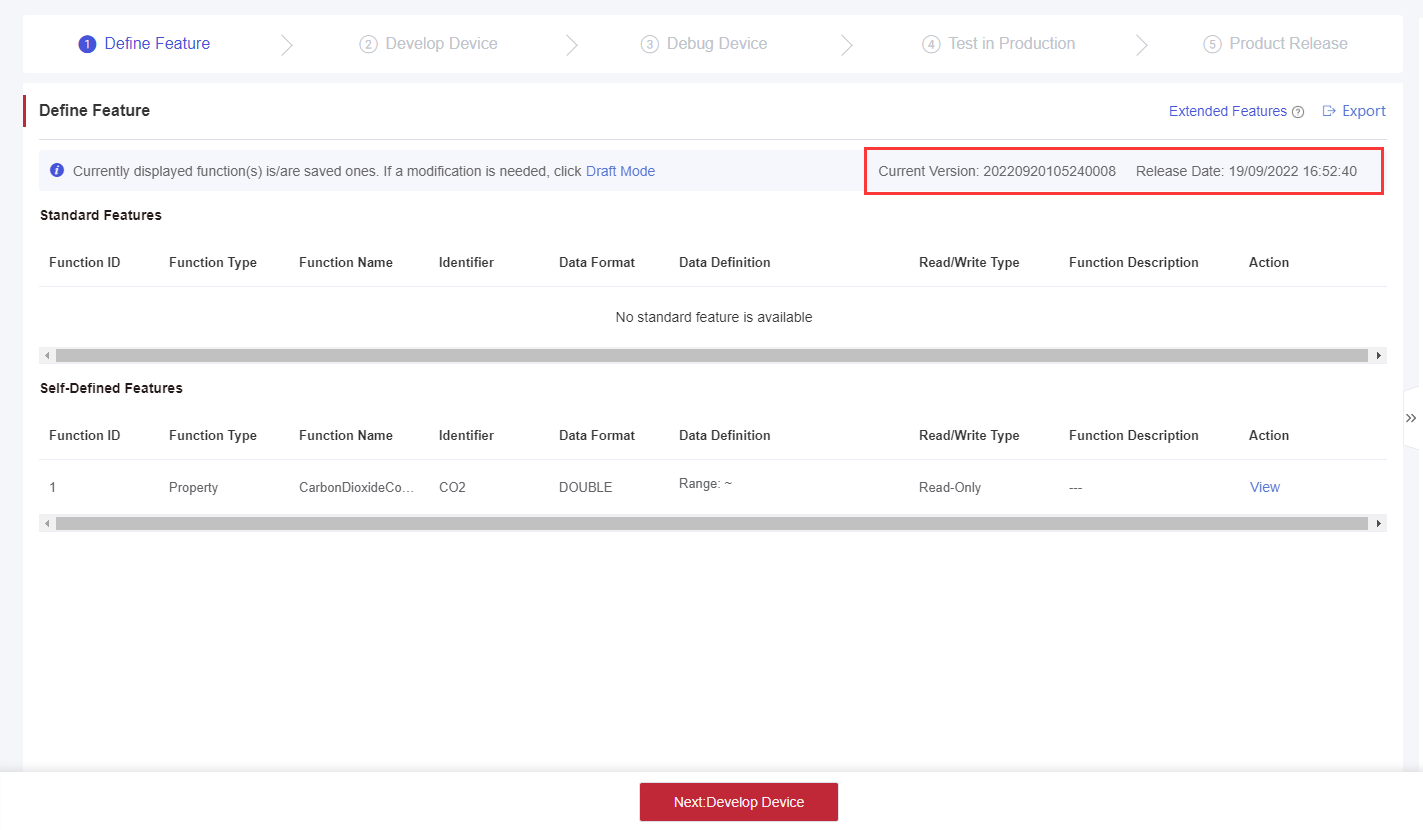 1 Define Feature 2 Develop Device 3 Debug Device 4 Test in Production 5 Product Release
Define Feature Extended Features ? Export
i Currently displayed function(s) is/are saved ones. If a modification is needed, click Draft Mode Current Version: 20220920105240008 Release Date: 19/09/2022 16:52:40
Standard Features
Function ID Function Type Function Name Identifier Data Format Data Definition Read/Write Type Function Description Action
No standard feature is available
Self-Defined Features
Function ID Function Type Function Name Identifier Data Format Data Definition Read/Write Type Function Description Action
1 Property CarbonDioxideCo... CO2 DOUBLE Range: ~ Read-Only --- View
Next:Develop Device